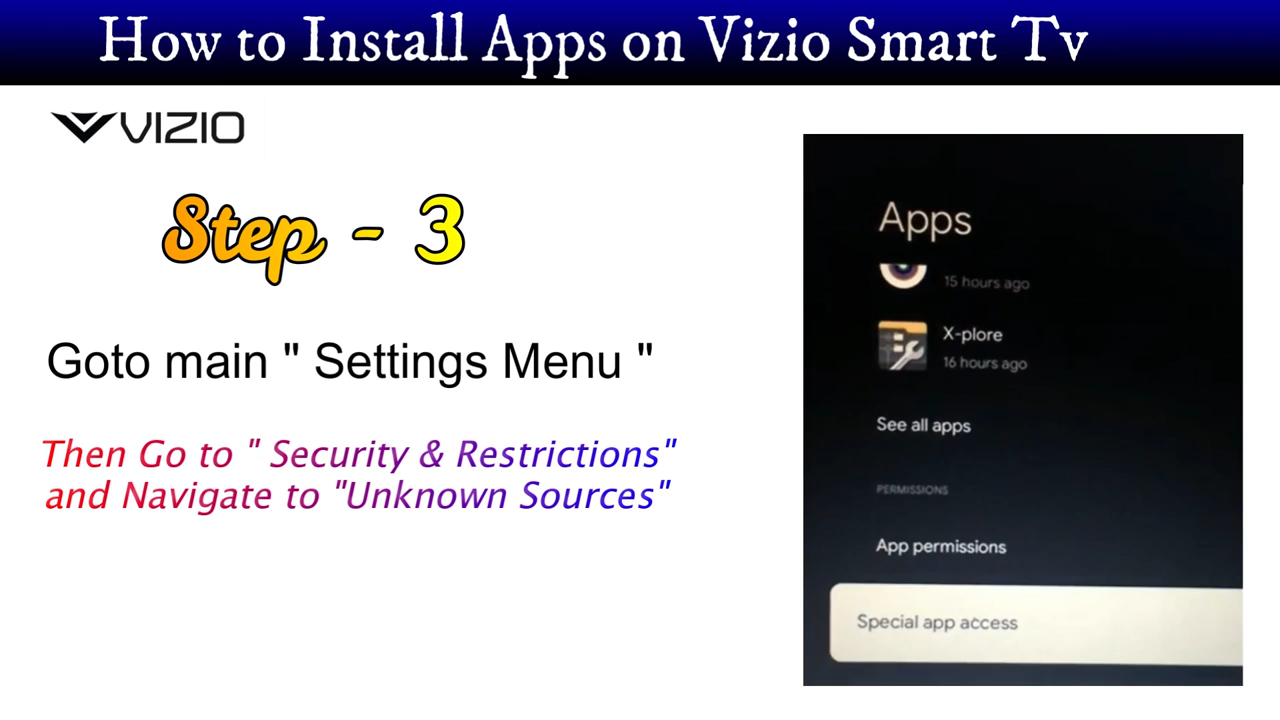 How to Install Apps on Vizio Smart Tv
VIZIO
Step - 3
Goto main " Settings Menu "
Then Go to " Security & Restrictions"
and Navigate to "Unknown Sources"
Apps
15 hours ago
X-plore
16 hours ago
See all apps
PERMISSIONS
App permissions
Special app access